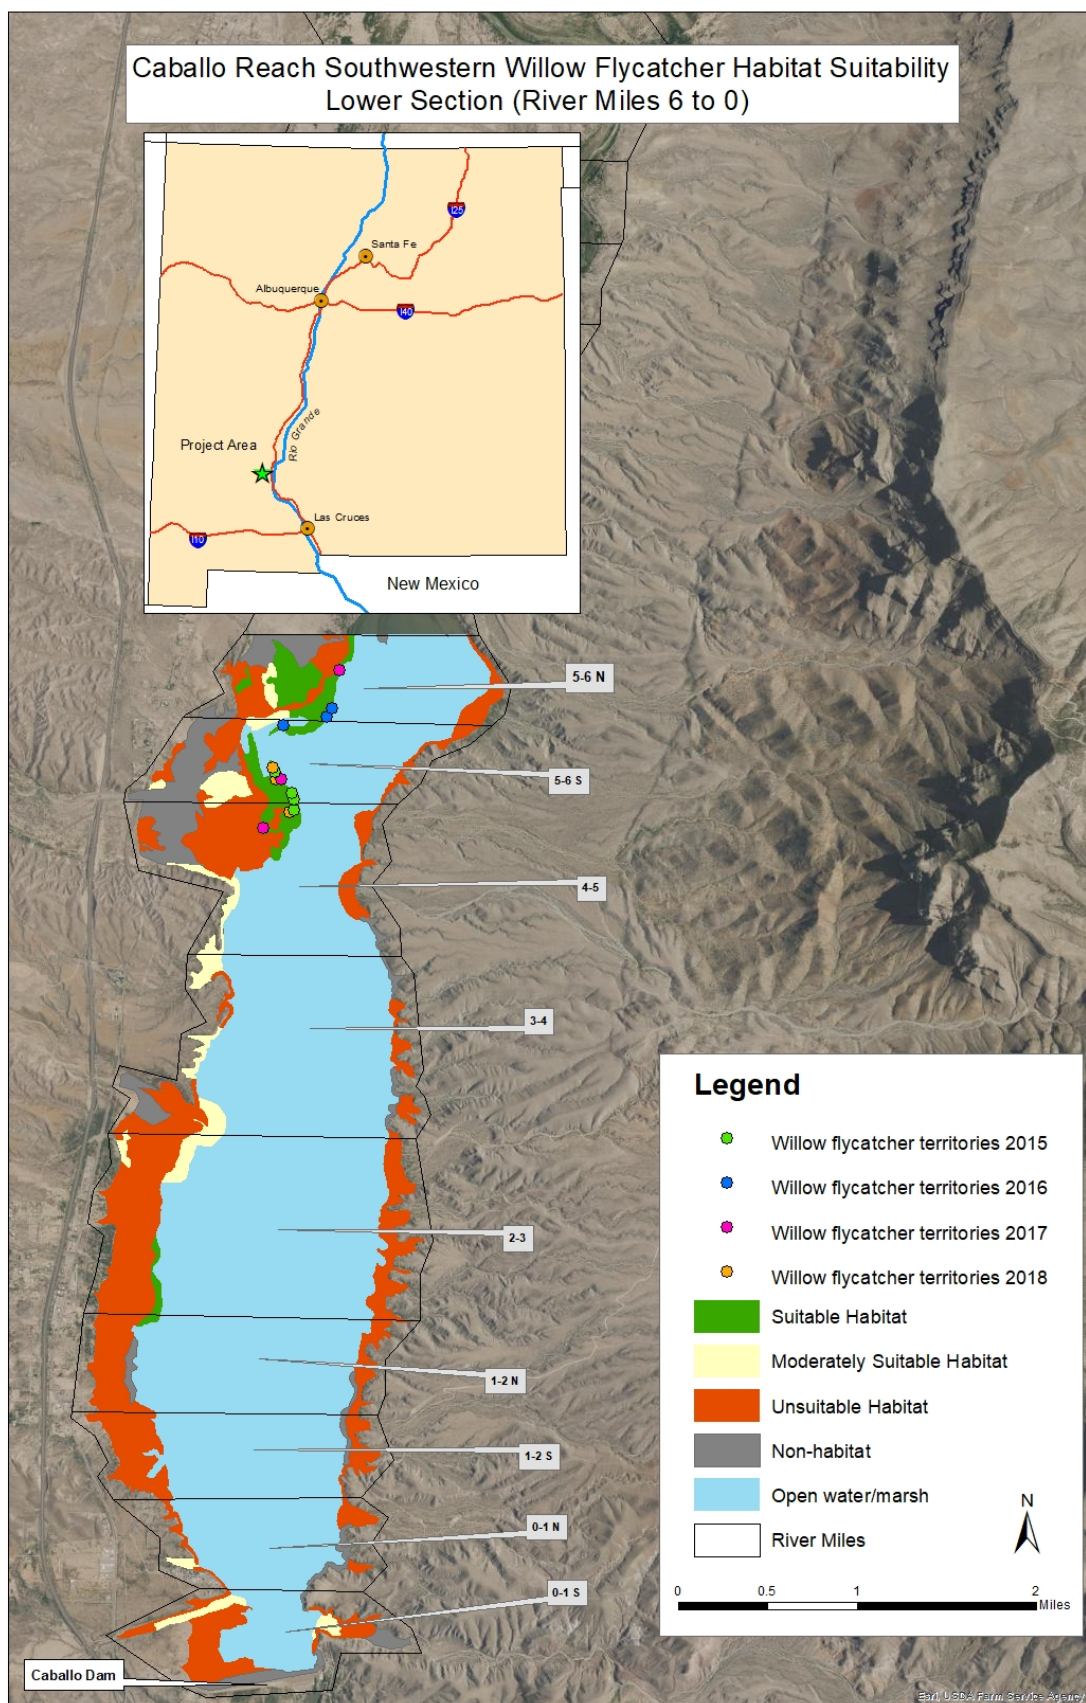 Caballo Reach Southwestern Willow Flycatcher Habitat Suitability
Lower Section (River Miles 6 to 0)
I25
Santa Fe
Albuquerque
I40
Rio Grande
Project Area
Las Cruces
I10
New Mexico
5-6 N
5-6 S
4-5
3-4
2-3
1-2 N
1-2 S
0-1 N
0-1 S
Caballo Dam
Legend
Willow flycatcher territories 2015
Willow flycatcher territories 2016
Willow flycatcher territories 2017
Willow flycatcher territories 2018
Suitable Habitat
Moderately Suitable Habitat
Unsuitable Habitat
Non-habitat
Open water/marsh
River Miles
N
0 0.5 1 2
Miles
Esri, USDA Farm Service Agency